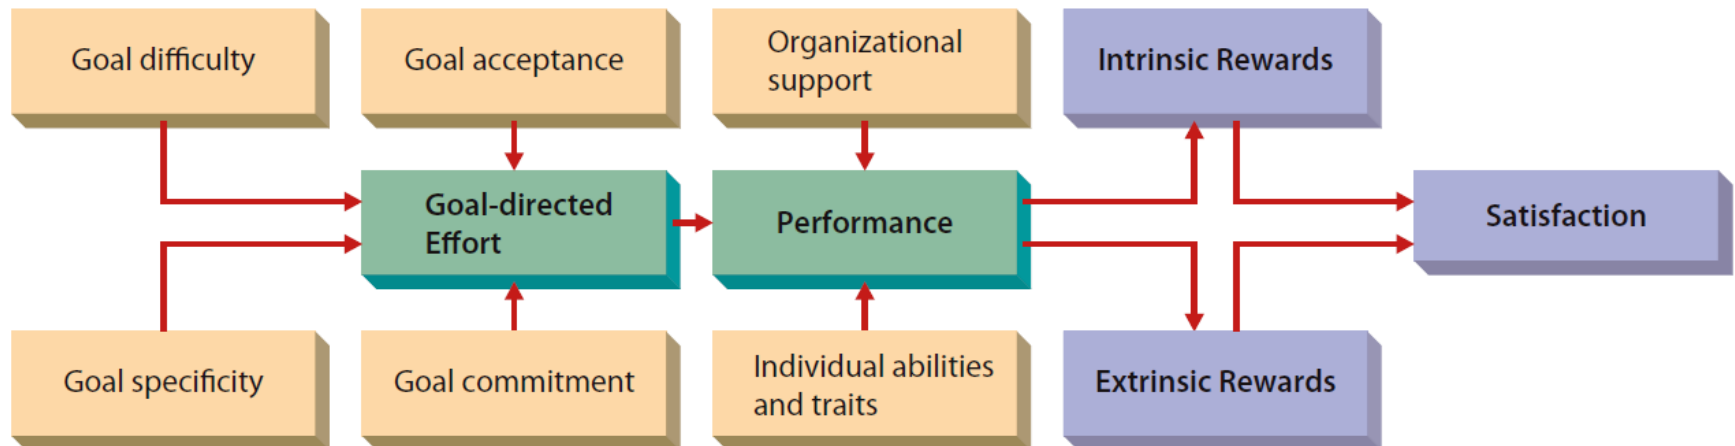 Goal difficulty
Goal acceptance
Organizational
support
Intrinsic Rewards
Goal-directed
Effort
Performance
Satisfaction
Goal specificity
Goal commitment
Individual abilities
and traits
Extrinsic Rewards